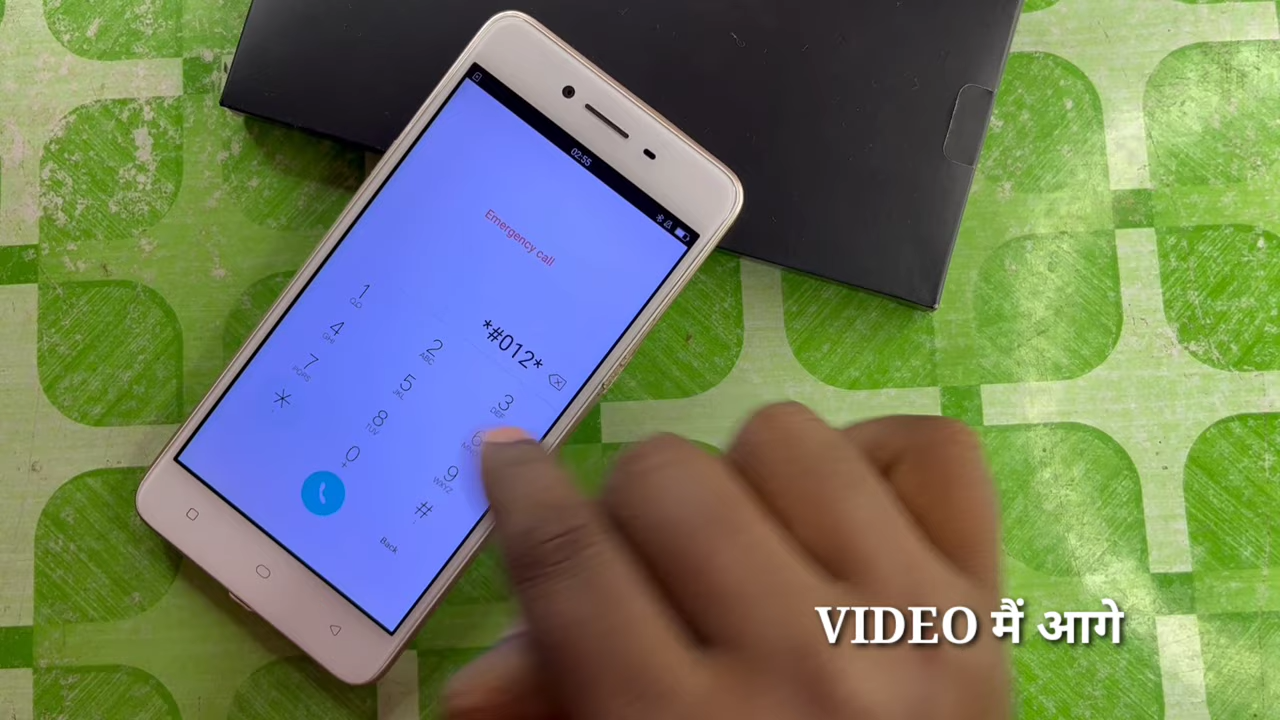 02:55
Emergency call
*#012*
1
2 ABC
3 DEF
4 GHI
5 JKL
6
7 PQRS
8 TUV
9 WXYZ
*
0 +
#
Back
VIDEO मैं आगे